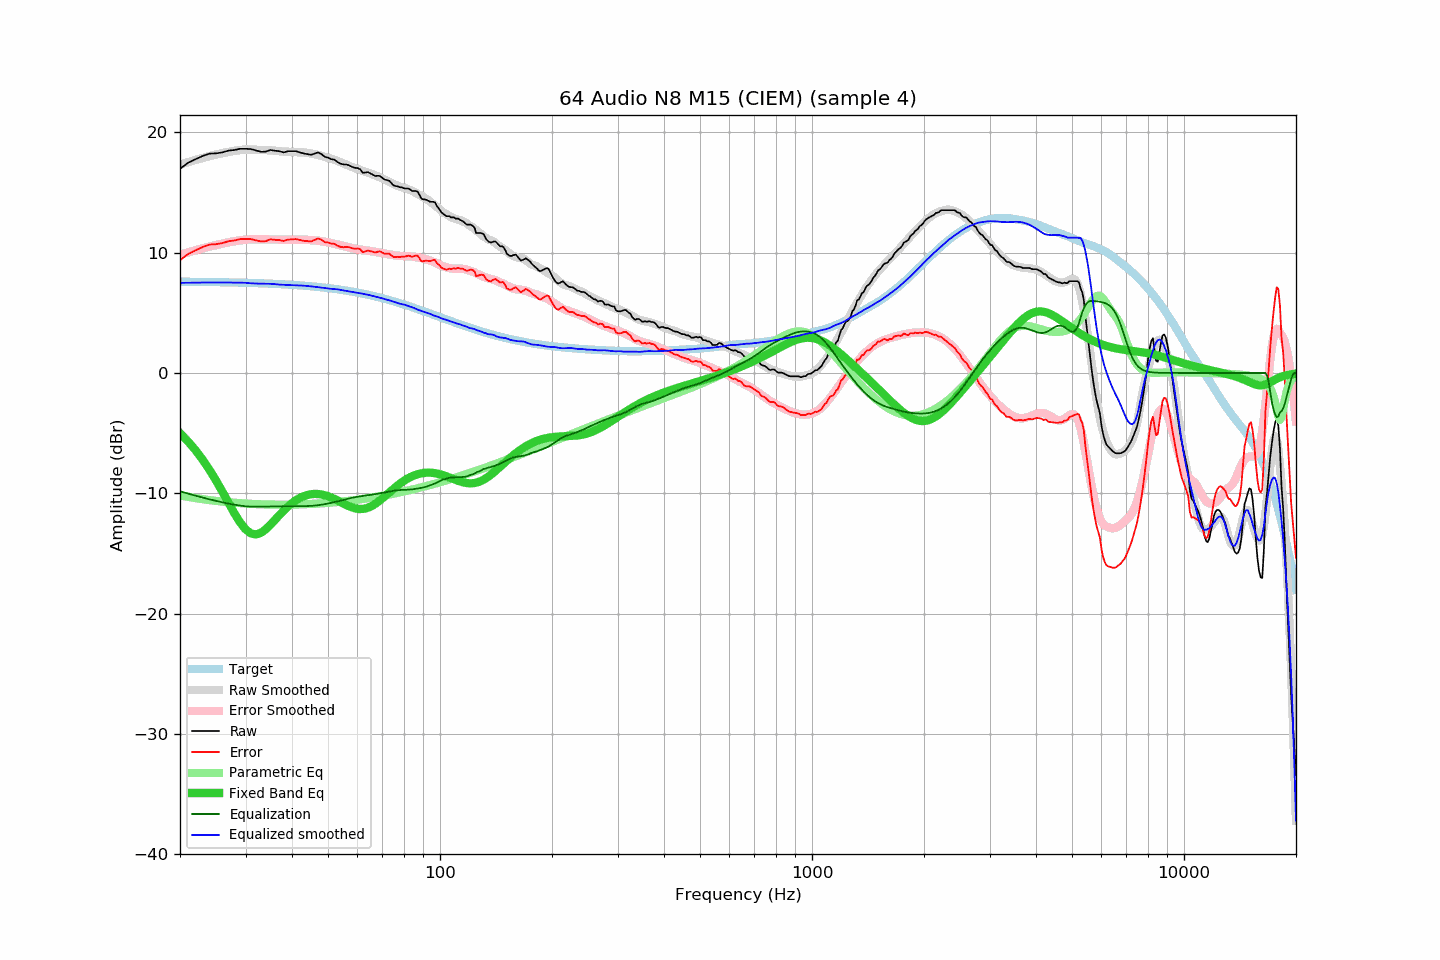 64 Audio N8 M15 (CIEM) (sample 4)
20
10
0
−10
−20
−30
−40
Amplitude (dBr)
Target
Raw Smoothed
Error Smoothed
Raw
Error
Parametric Eq
Fixed Band Eq
Equalization
Equalized smoothed
100
1000
10000
Frequency (Hz)